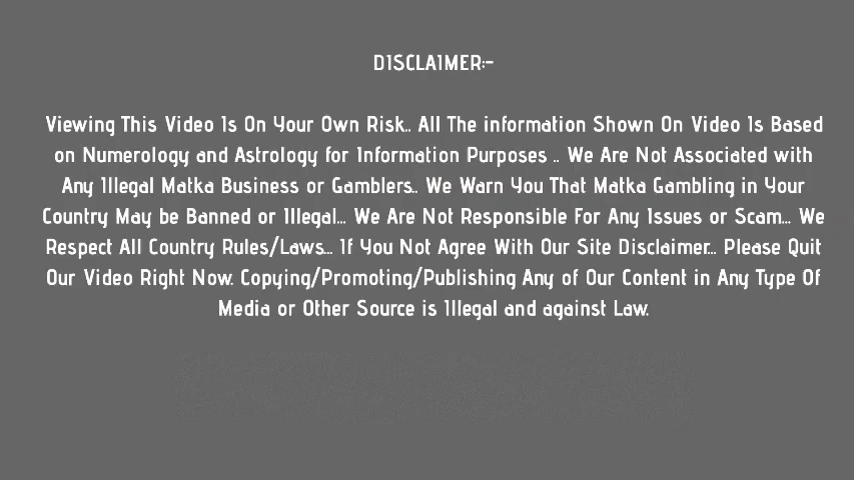 DISCLAIMER:-
Viewing This Video Is On Your Own Risk.. All The information Shown On Video Is Based
on Numerology and Astrology for Information Purposes .. We Are Not Associated with
Any Illegal Matka Business or Gamblers.. We Warn You That Matka Gambling in Your
Country May be Banned or Illegal... We Are Not Responsible For Any Issues or Scam... We
Respect All Country Rules/Laws... If You Not Agree With Our Site Disclaimer... Please Quit
Our Video Right Now. Copying/Promoting/Publishing Any of Our Content in Any Type Of
Media or Other Source is Illegal and against Law.